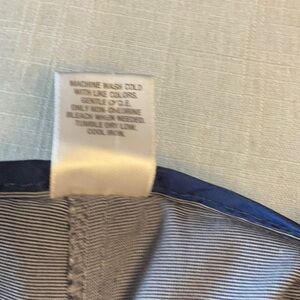 MACHINE WASH COLD
WITH LIKE COLORS.
GENTLE CYCLE.
ONLY NON-CHLORINE
BLEACH WHEN NEEDED.
TUMBLE DRY LOW.
COOL IRON.